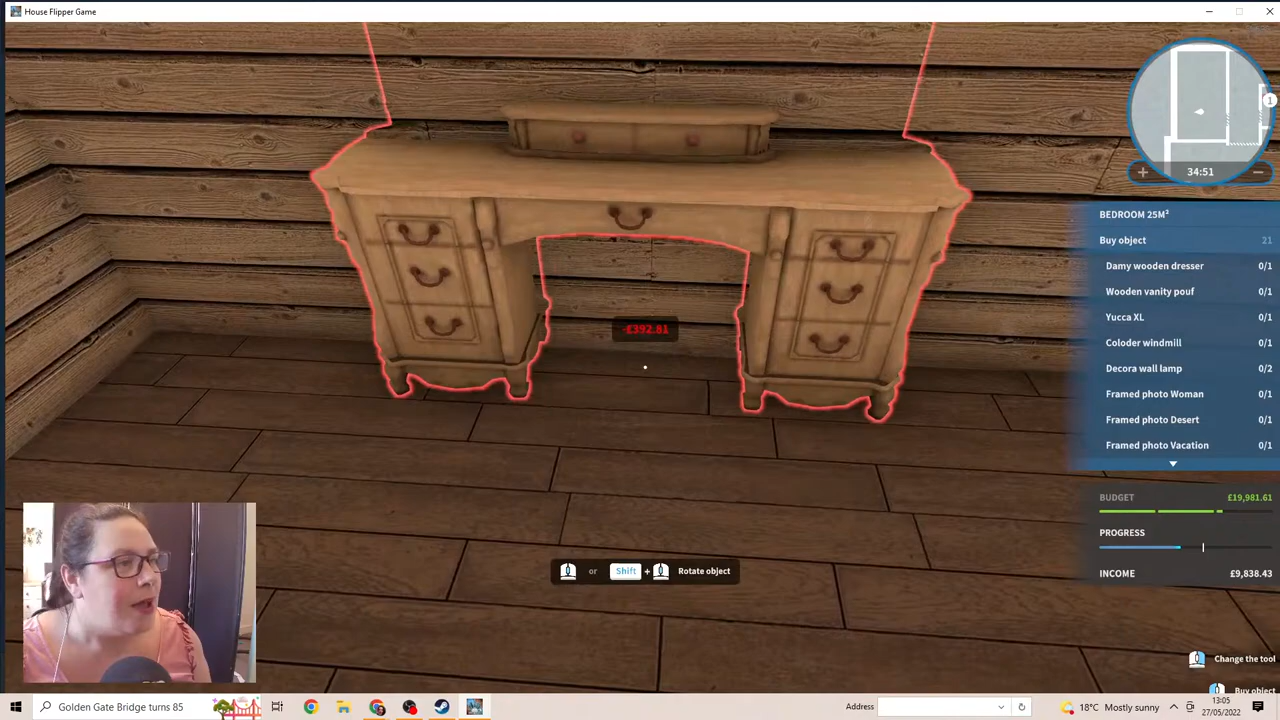 House Flipper Game
1
34:51
BEDROOM 25M²
Buy object 21
Damy wooden dresser 0/1
Wooden vanity pouf 0/1
Yucca XL 0/1
Coloder windmill 0/1
Decora wall lamp 0/2
Framed photo Woman 0/1
Framed photo Desert 0/1
Framed photo Vacation 0/1
-£392.81
BUDGET £19,981.61
PROGRESS
INCOME £9,838.43
or Shift + Rotate object
Change the tool
Buy object
Golden Gate Bridge turns 85
Address
18°C Mostly sunny
13:05
27/05/2022